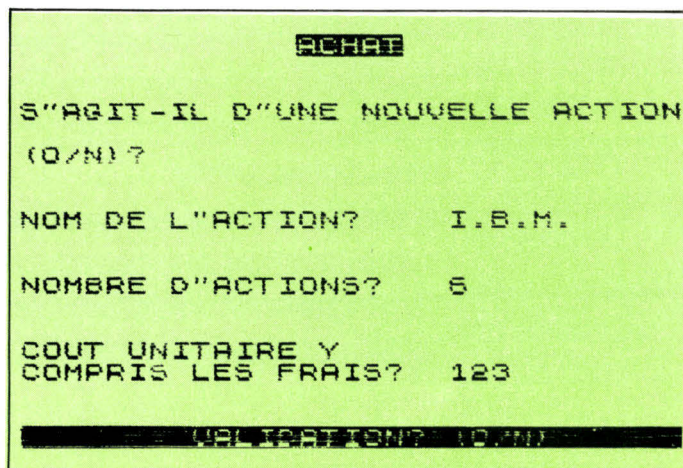 ACHAT
S"AGIT-IL D"UNE NOUVELLE ACTION
(O/N)?
NOM DE L"ACTION? I.B.M.
NOMBRE D"ACTIONS? 6
COUT UNITAIRE Y
COMPRIS LES FRAIS? 123
VALIDATION? (O/N)